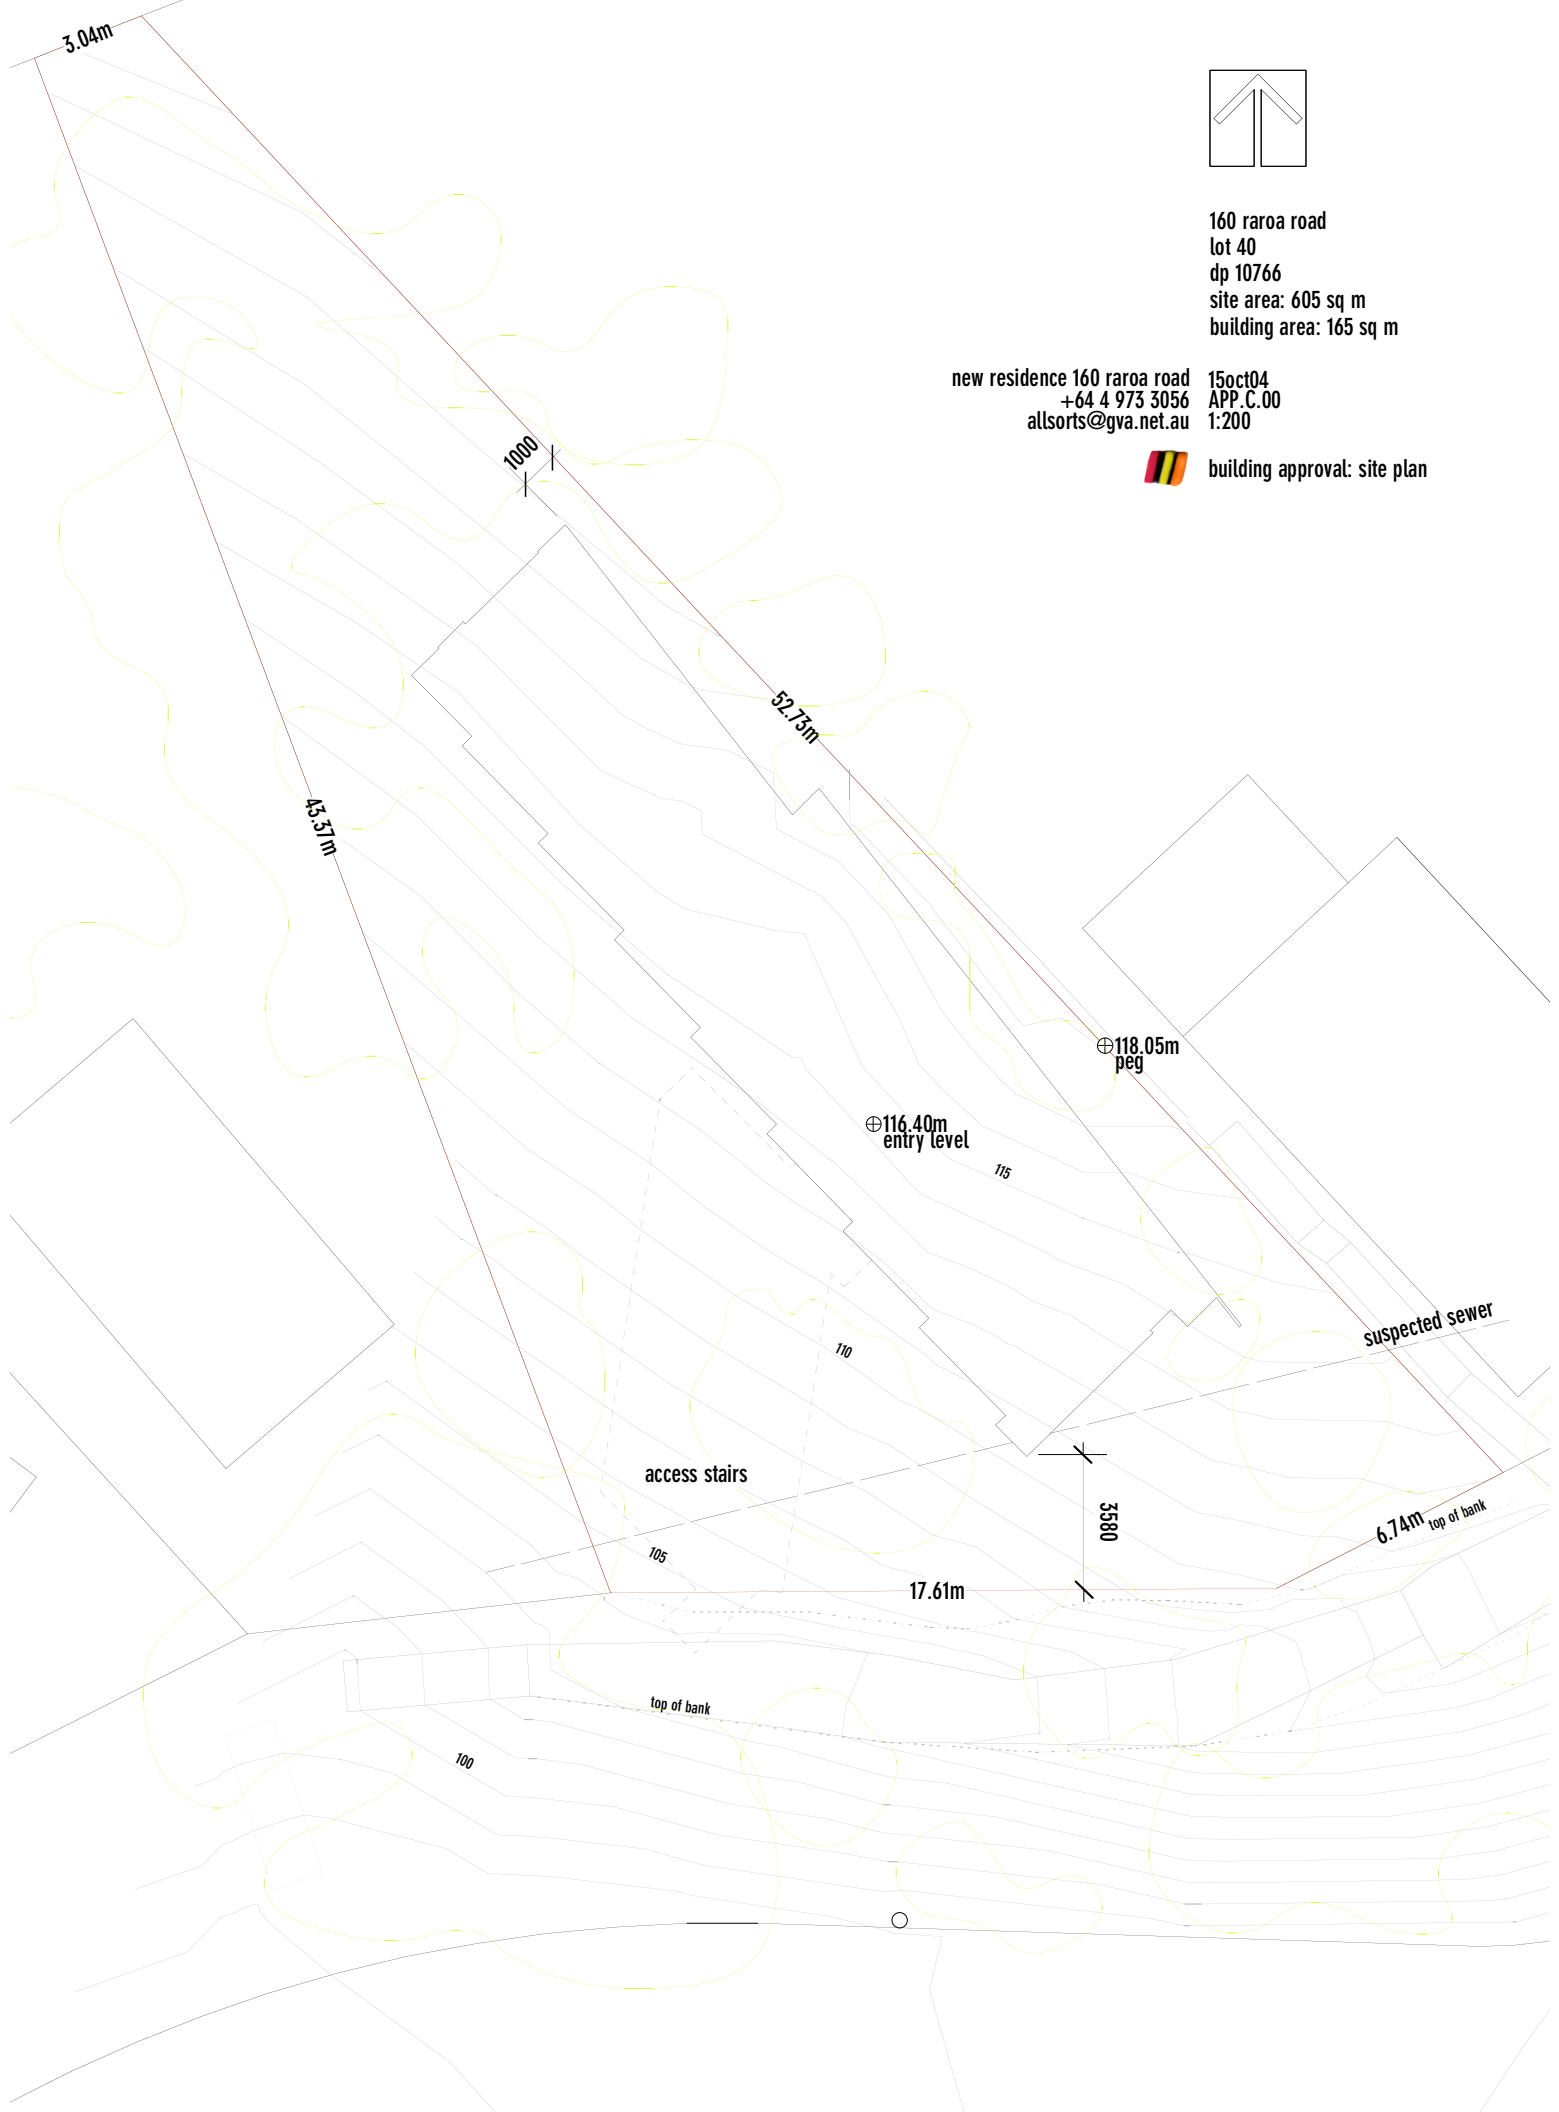 3.04m
160 raroa road
lot 40
dp 10766
site area: 605 sq m
building area: 165 sq m
new residence 160 raroa road
+64 4 973 3056
allsorts@gva.net.au
15oct04
APP.C.00
1:200
building approval: site plan
1000
52.73m
43.37m
118.05m
peg
116.40m
entry level
115
suspected sewer
110
access stairs
3580
6.74m
top of bank
105
17.61m
top of bank
100